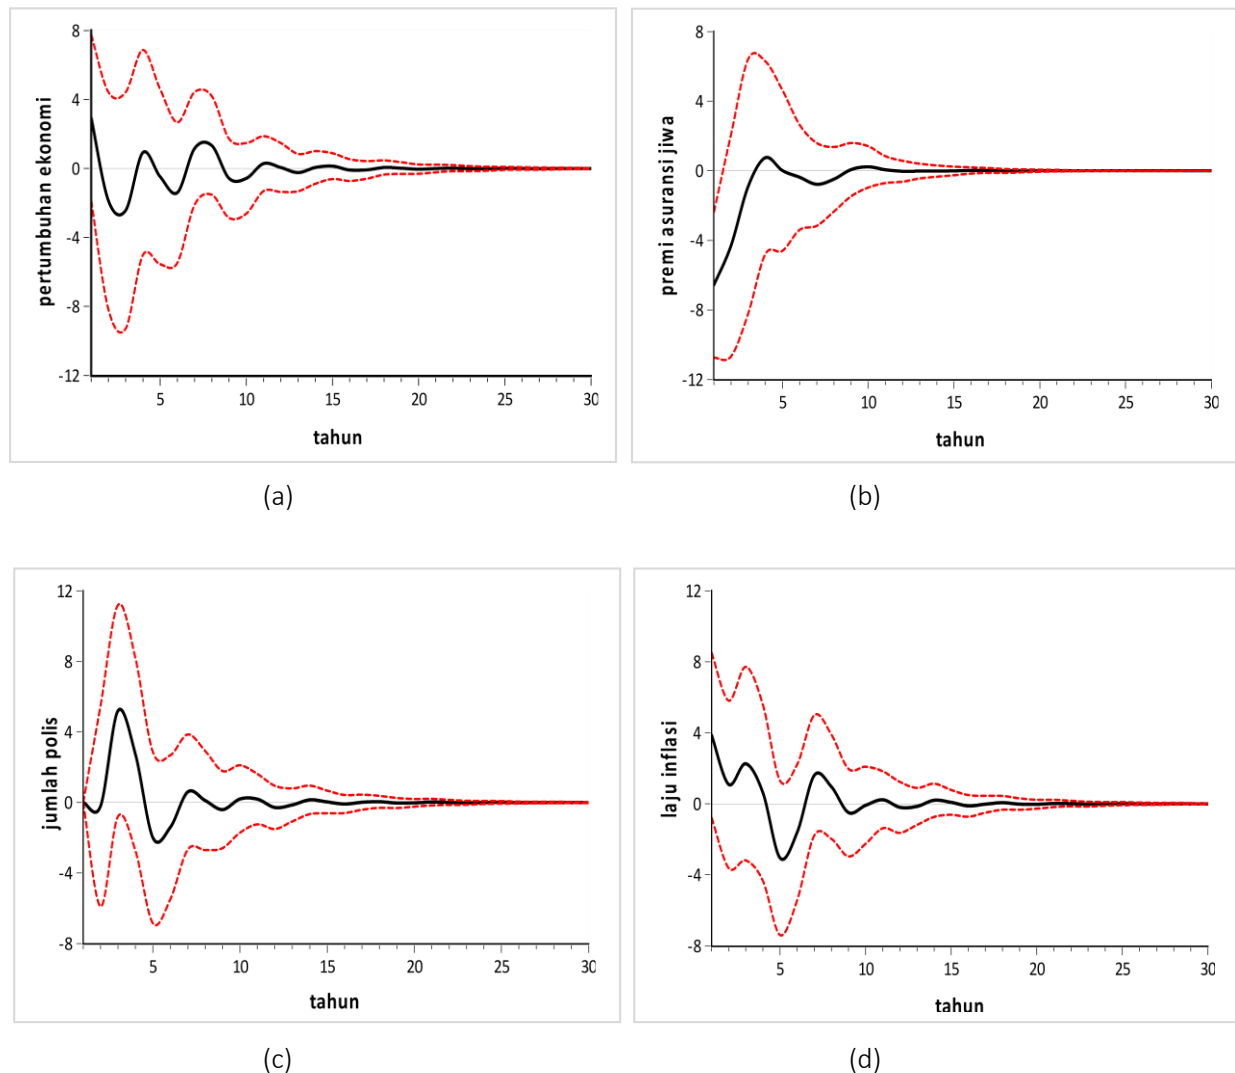 8
4
0
-4
-8
-12
pertumbuhan ekonomi
5 10 15 20 25 30
tahun
(a)
8
4
0
-4
-8
-12
premi asuransi jiwa
5 10 15 20 25 30
tahun
(b)
12
8
4
0
-4
-8
jumlah polis
5 10 15 20 25 30
tahun
(c)
12
8
4
0
-4
-8
laju inflasi
5 10 15 20 25 30
tahun
(d)